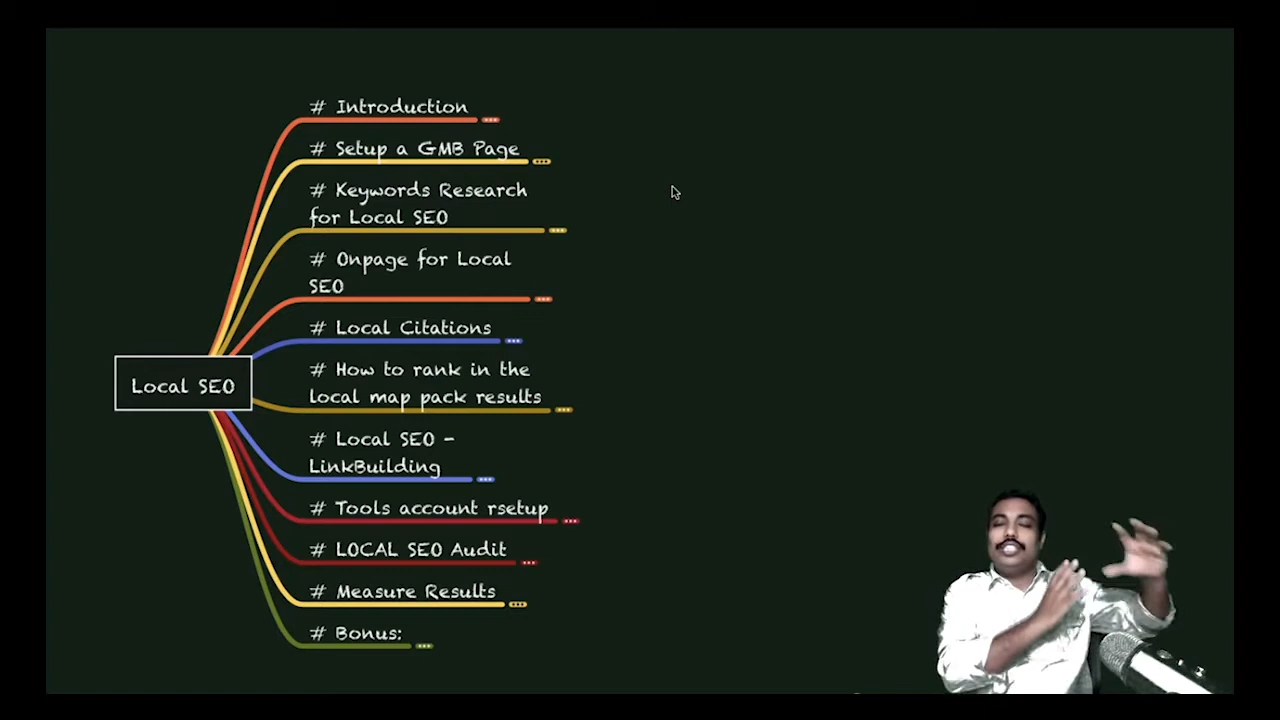 # Introduction
# Setup a GMB Page
# Keywords Research
for Local SEO
# Onpage for Local
SEO
# Local Citations
Local SEO
# How to rank in the
local map pack results
# Local SEO -
LinkBuilding
# Tools account rsetup
# LOCAL SEO Audit
# Measure Results
# Bonus: